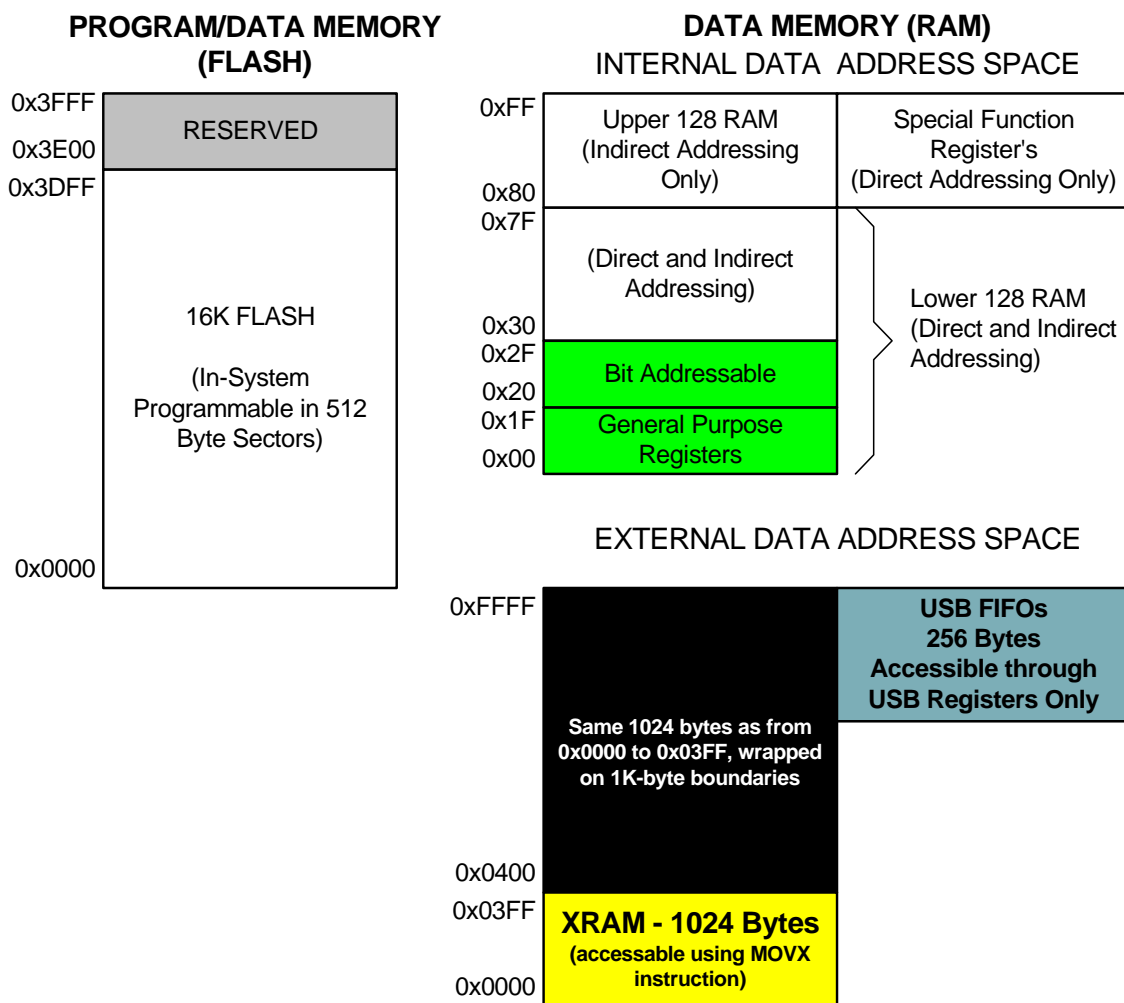 PROGRAM/DATA MEMORY
(FLASH)
0x3FFF
RESERVED
0x3E00
0x3DFF
16K FLASH
(In-System
Programmable in 512
Byte Sectors)
0x0000
DATA MEMORY (RAM)
INTERNAL DATA ADDRESS SPACE
0xFF
Upper 128 RAM
(Indirect Addressing
Only)
0x80
Special Function
Register's
(Direct Addressing Only)
0x7F
(Direct and Indirect
Addressing)
0x30
Lower 128 RAM
(Direct and Indirect
Addressing)
0x2F
Bit Addressable
0x20
0x1F
General Purpose
Registers
0x00
EXTERNAL DATA ADDRESS SPACE
0xFFFF
USB FIFOs
256 Bytes
Accessible through
USB Registers Only
Same 1024 bytes as from
0x0000 to 0x03FF, wrapped
on 1K-byte boundaries
0x0400
0x03FF
XRAM - 1024 Bytes
(accessable using MOVX
instruction)
0x0000